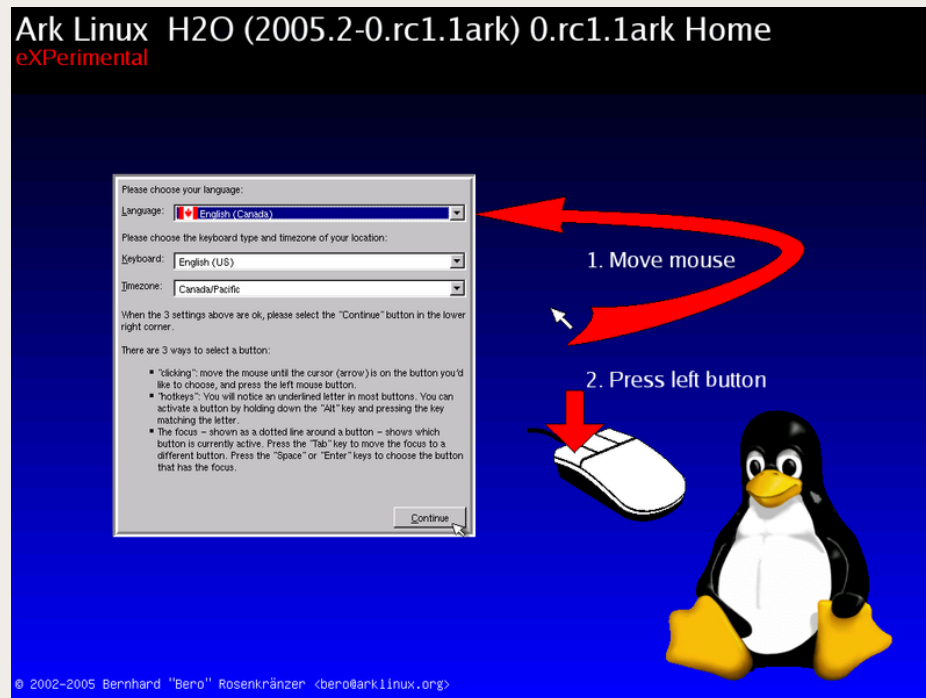 Ark Linux H2O (2005.2-0.rc1.1ark) 0.rc1.1ark Home
eXPerimental
Please choose your language:
Language: English (Canada)
Please choose the keyboard type and timezone of your location:
Keyboard: English (US)
Timezone: Canada/Pacific
When the 3 settings above are ok, please select the "Continue" button in the lower
right corner.
There are 3 ways to select a button:
▪ "clicking": move the mouse until the cursor (arrow) is on the button you'd
like to choose, and press the left mouse button.
▪ "hotkeys": You will notice an underlined letter in most buttons. You can
activate a button by holding down the "Alt" key and pressing the key
matching the letter.
▪ The focus – shown as a dotted line around a button – shows which
button is currently active. Press the "Tab" key to move the focus to a
different button. Press the "Space" or "Enter" keys to choose the button
that has the focus.
Continue
1. Move mouse
2. Press left button
© 2002-2005 Bernhard "Bero" Rosenkränzer <bero@arklinux.org>